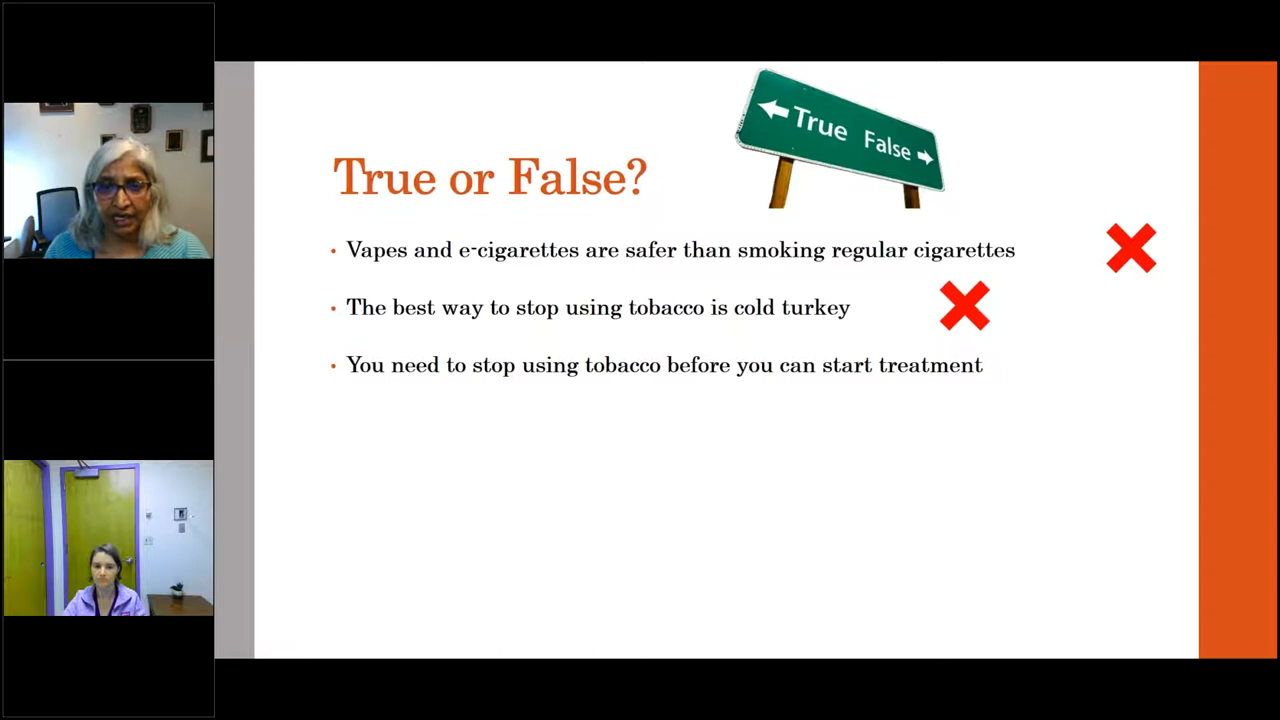 True False
True or False?
Vapes and e-cigarettes are safer than smoking regular cigarettes
The best way to stop using tobacco is cold turkey
You need to stop using tobacco before you can start treatment